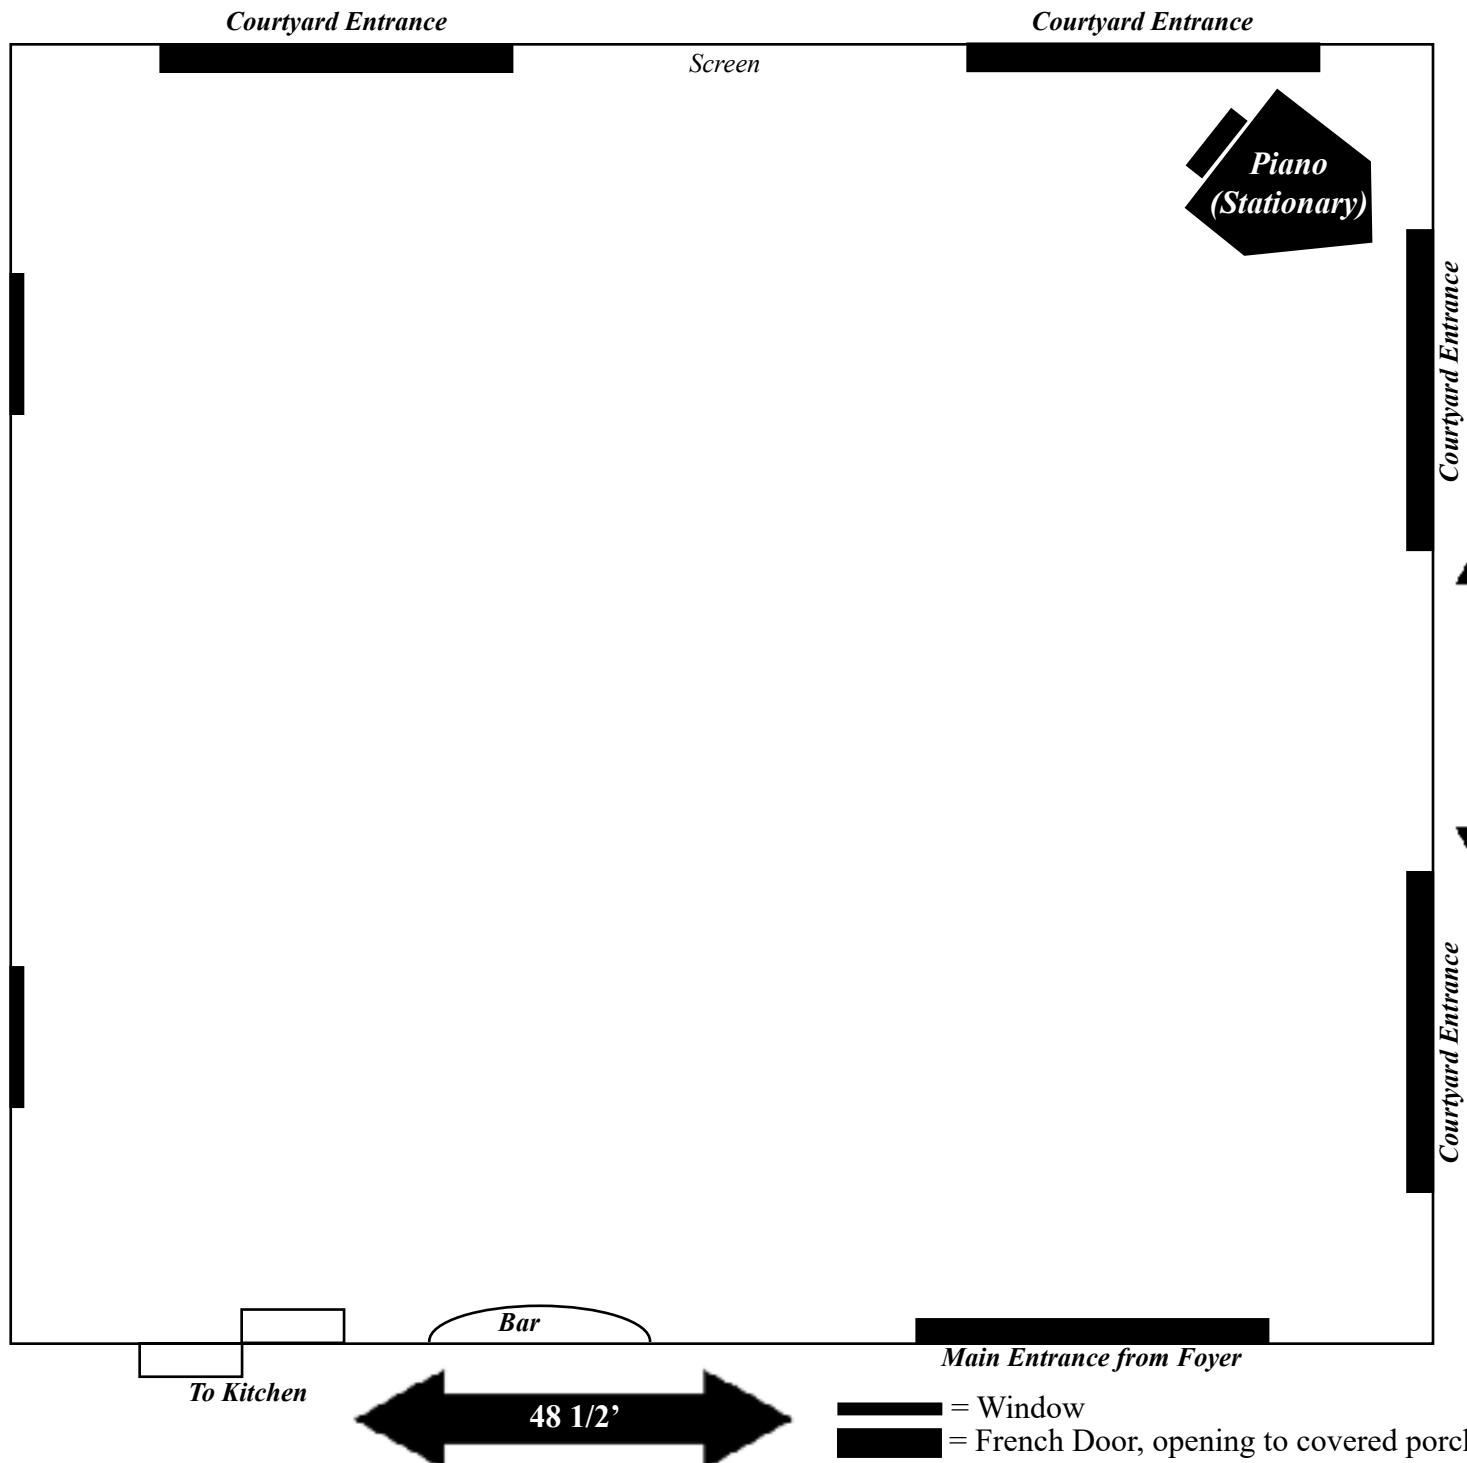 Courtyard Entrance
Courtyard Entrance
Screen
Piano
(Stationary)
Courtyard Entrance
Courtyard Entrance
Bar
Main Entrance from Foyer
To Kitchen
48 1/2’
= Window
= French Door, opening to covered